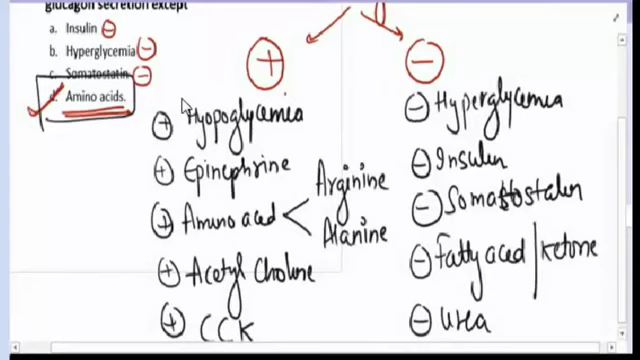 glucagon secretion except
a. Insulin ⊖
b. Hyperglycemia ⊖
c. Somatostatin ⊖
d. Amino acids.
⊕
⊕ Hyopoglycemia
⊕ Epinephrine
⊕ Amino acid < Arginine
Alanine
⊕ Acetyl Choline
⊕ CCK
⊖
⊖ Hyperglycemia
⊖ Insulin
⊖ Somatostatin
⊖ Fatty acid / ketone
⊖ Urea